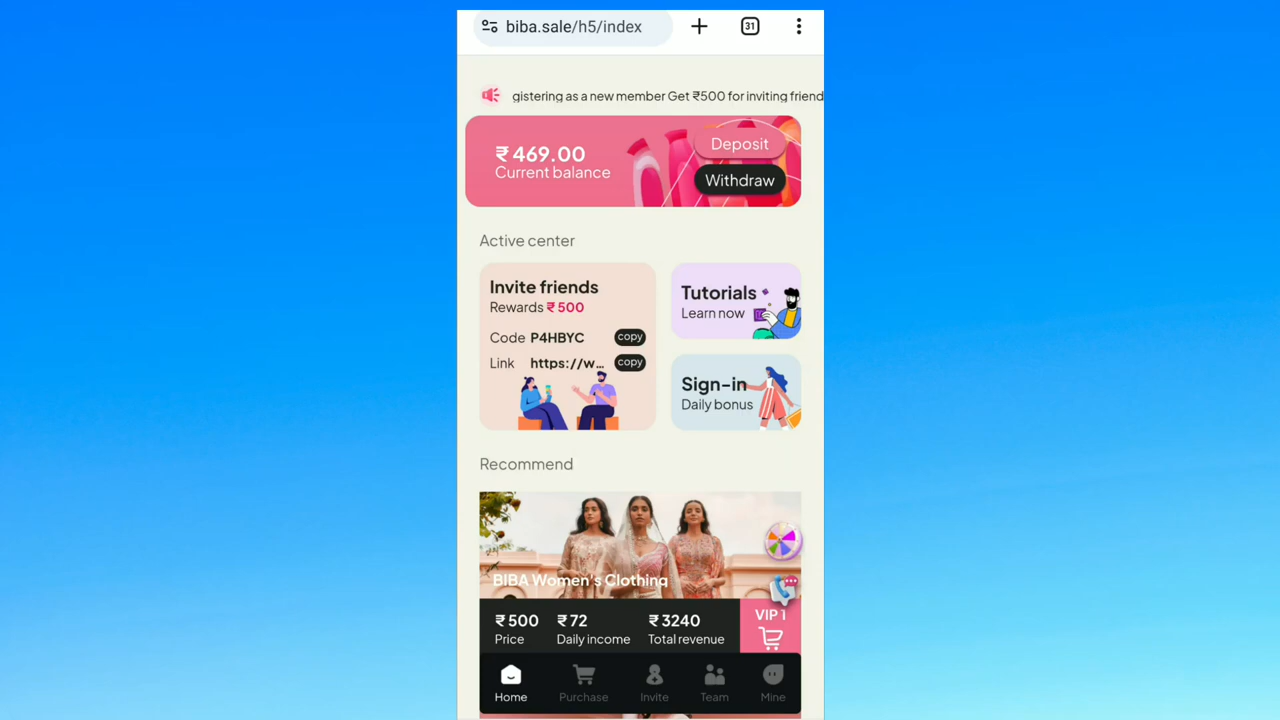 biba.sale/h5/index
31
gistering as a new member Get ₹500 for inviting friend
₹ 469.00
Current balance
Deposit
Withdraw
Active center
Invite friends
Rewards ₹ 500
Code P4HBYC copy
Link https://w... copy
Tutorials
Learn now
Sign-in
Daily bonus
Recommend
BIBA Women's Clothing
₹ 500 ₹ 72 ₹ 3240 VIP 1
Price Daily income Total revenue
Home Purchase Invite Team Mine